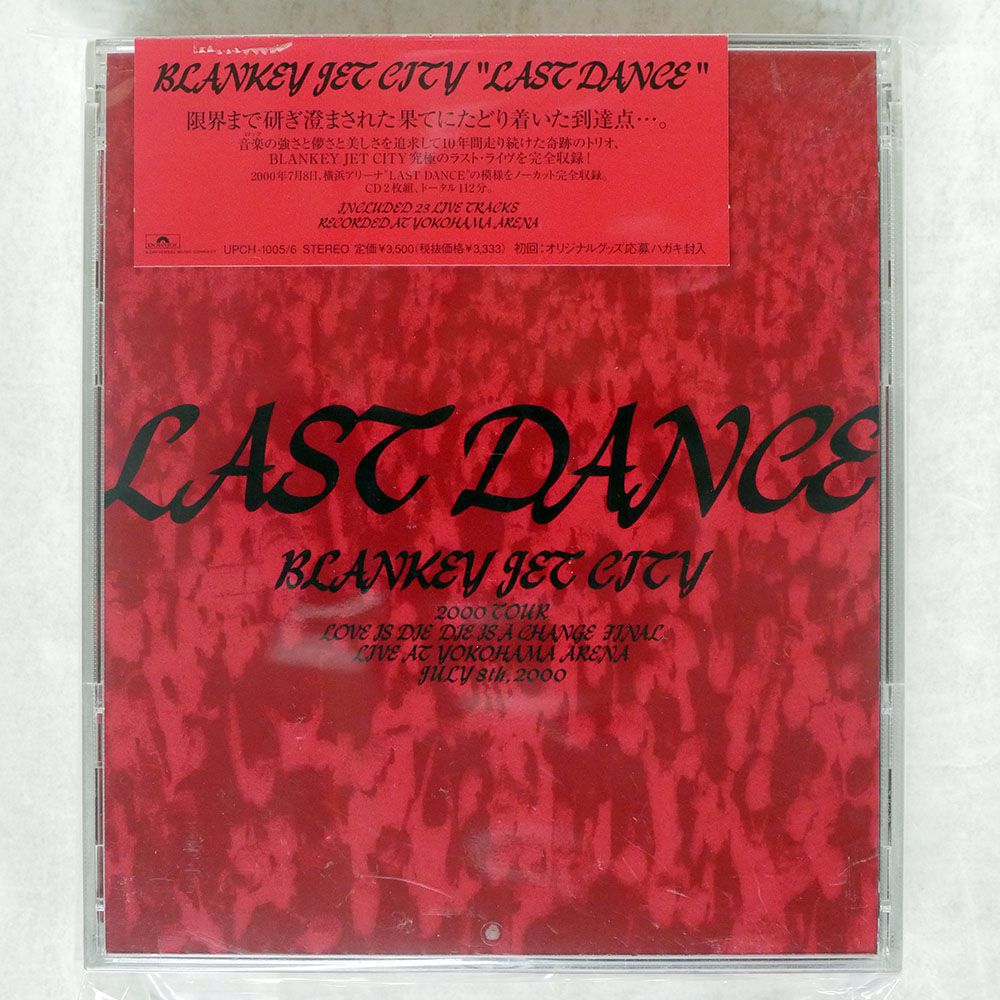 BLANKEY JET CITY "LAST DANCE"
限界まで研ぎ澄まされた果てにたどり着いた到達点…。
ロック
音楽の強さと儚さと美しさを追求して10年間走り続けた奇跡のトリオ、
BLANKEY JET CITY究極のラスト・ライヴを完全収録！
2000年7月8日、横浜アリーナ"LAST DANCE"の模様をノーカット完全収録。
CD2枚組、トータル112分。
INCLUDED 23 LIVE TRACKS
RECORDED AT YOKOHAMA ARENA
UPCH-1005/6 STEREO 定価¥3,500(税抜価格¥3,333) 初回：オリジナルグッズ応募ハガキ封入
LAST DANCE
BLANKEY JET CITY
2000 TOUR
LOVE IS DIE DIE IS A CHANGE FINAL
LIVE AT YOKOHAMA ARENA
JULY 8th, 2000